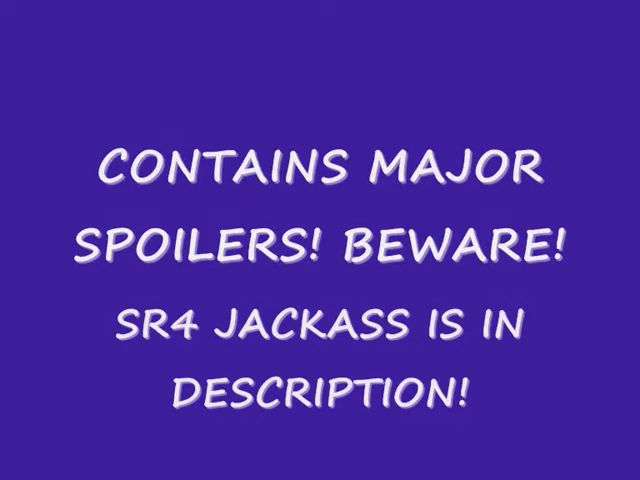 CONTAINS MAJOR
SPOILERS! BEWARE!
SR4 JACKASS IS IN
DESCRIPTION!